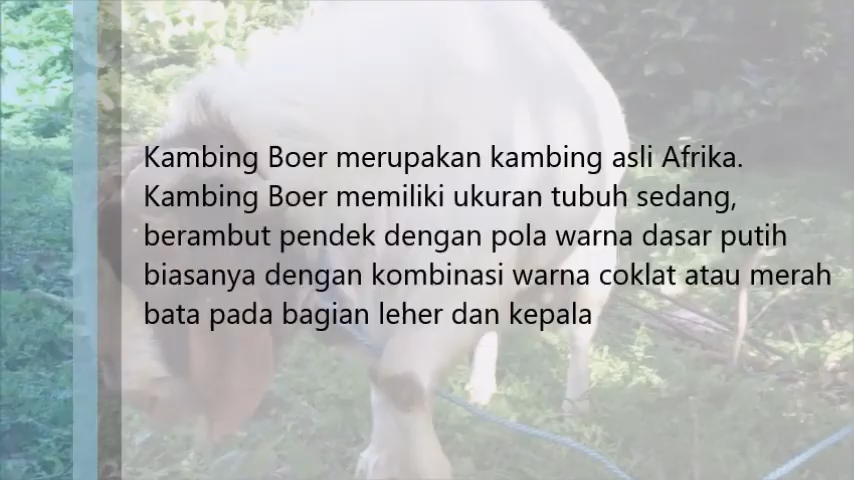 Kambing Boer merupakan kambing asli Afrika.
Kambing Boer memiliki ukuran tubuh sedang,
berambut pendek dengan pola warna dasar putih
biasanya dengan kombinasi warna coklat atau merah
bata pada bagian leher dan kepala